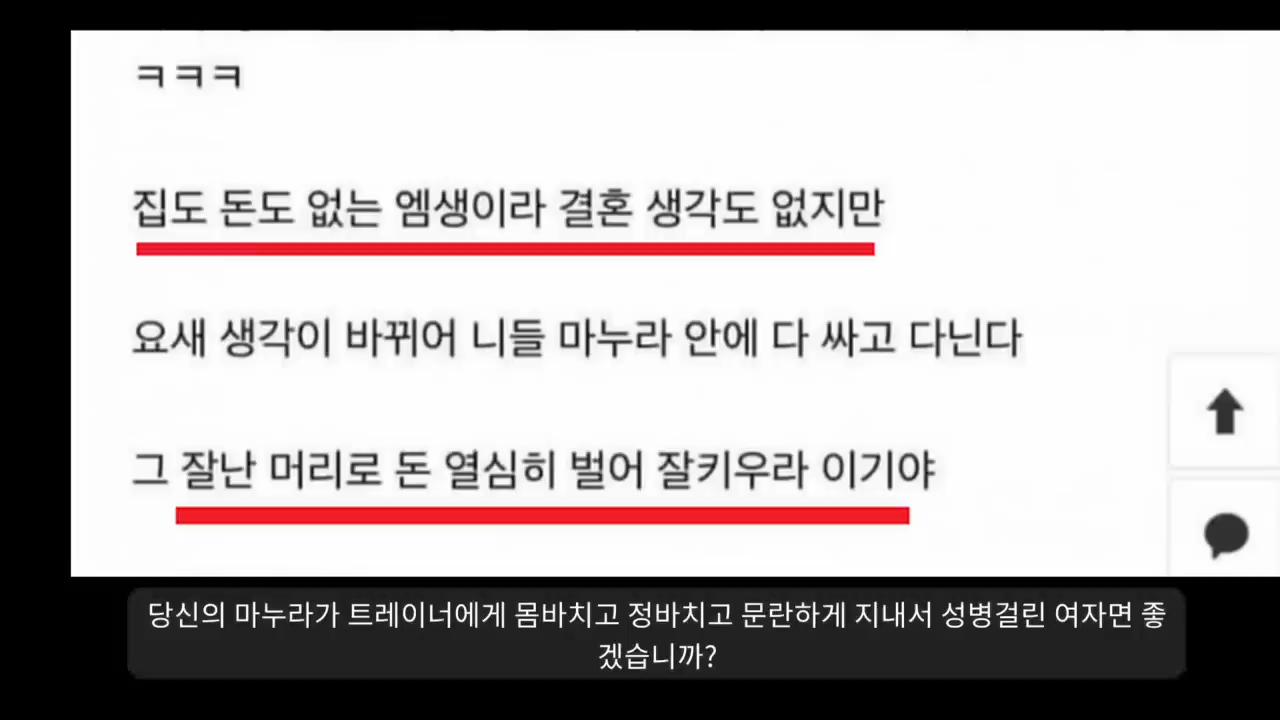 ㅋㅋㅋ
집도 돈도 없는 엠생이라 결혼 생각도 없지만
요새 생각이 바뀌어 니들 마누라 안에 다 싸고 다닌다
그 잘난 머리로 돈 열심히 벌어 잘키우라 이기야
당신의 마누라가 트레이너에게 몸바치고 정바치고 문란하게 지내서 성병걸린 여자면 좋
겠습니까?